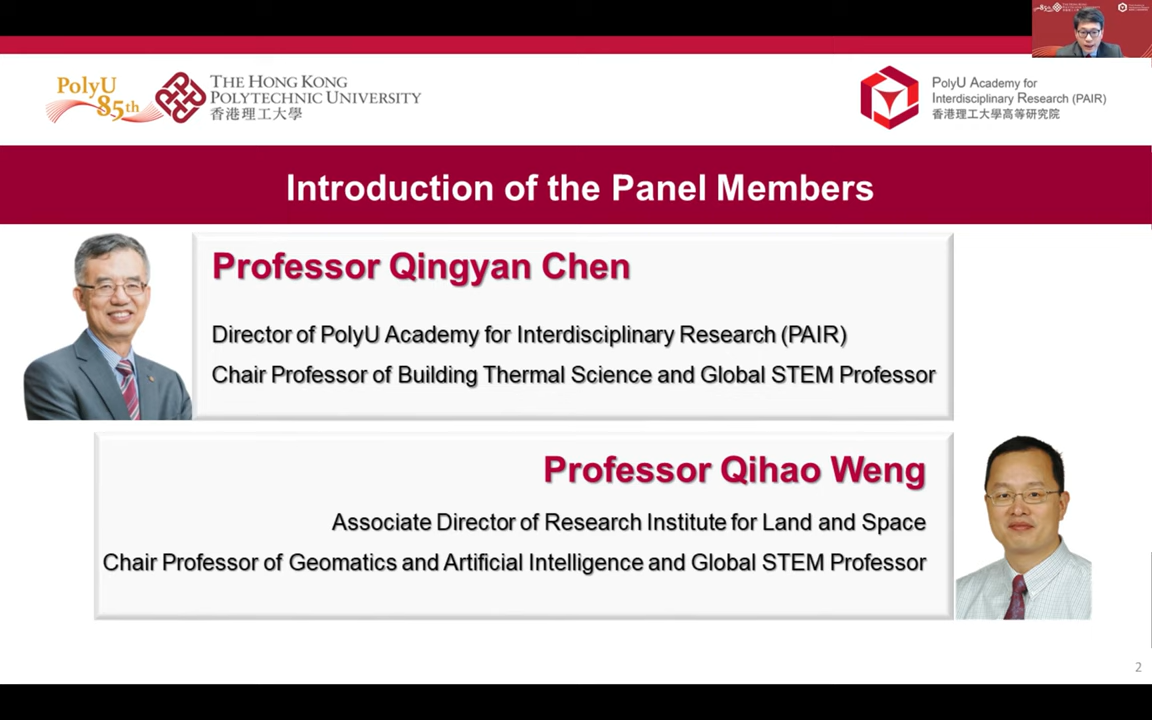 PolyU
85th
THE HONG KONG
POLYTECHNIC UNIVERSITY
香港理工大學
PolyU Academy for
Interdisciplinary Research (PAIR)
香港理工大學高等研究院
Introduction of the Panel Members
Professor Qingyan Chen
Director of PolyU Academy for Interdisciplinary Research (PAIR)
Chair Professor of Building Thermal Science and Global STEM Professor
Professor Qihao Weng
Associate Director of Research Institute for Land and Space
Chair Professor of Geomatics and Artificial Intelligence and Global STEM Professor
2